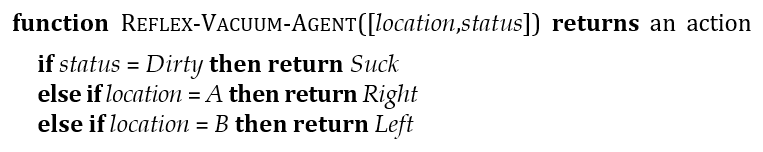 function REFLEX-VACUUM-AGENT([location,status]) returns an action
if status = Dirty then return Suck
else if location = A then return Right
else if location = B then return Left